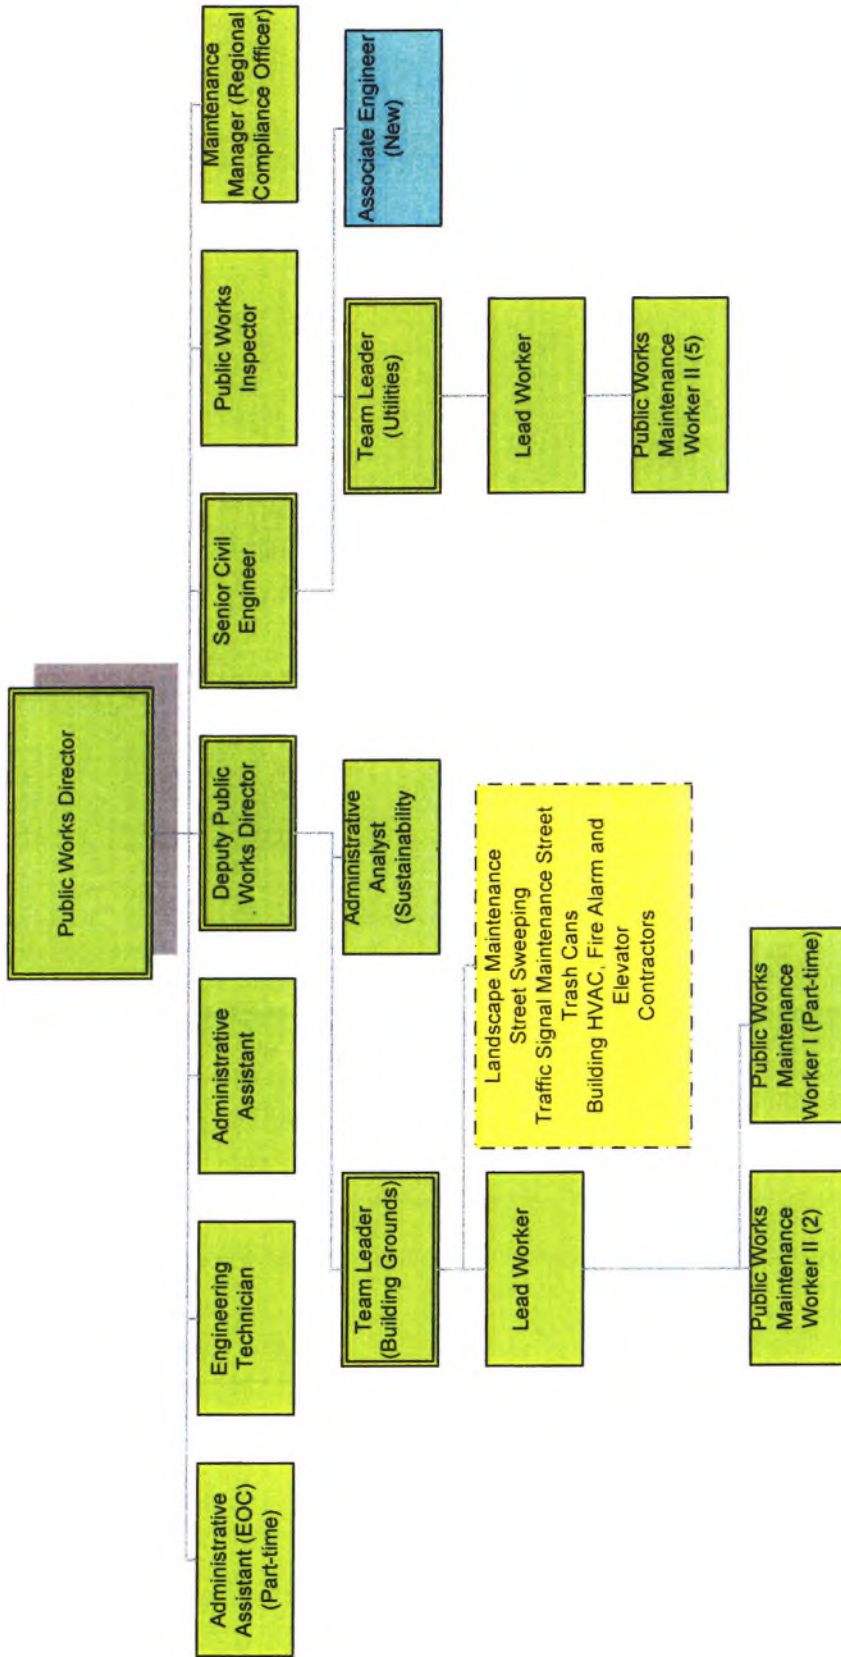 Public Works Director
Administrative
Assistant (EOC)
(Part-time)
Engineering
Technician
Administrative
Assistant
Deputy Public
Works Director
Senior Civil
Engineer
Public Works
Inspector
Maintenance
Manager (Regional
Compliance Officer)
Team Leader
(Building Grounds)
Administrative
Analyst
(Sustainability)
Team Leader
(Utilities)
Associate Engineer
(New)
Lead Worker
Landscape Maintenance
Street Sweeping
Traffic Signal Maintenance Street
Trash Cans
Building HVAC, Fire Alarm and
Elevator
Contractors
Lead Worker
Public Works
Maintenance
Worker II (5)
Public Works
Maintenance
Worker II (2)
Public Works
Maintenance
Worker I (Part-time)